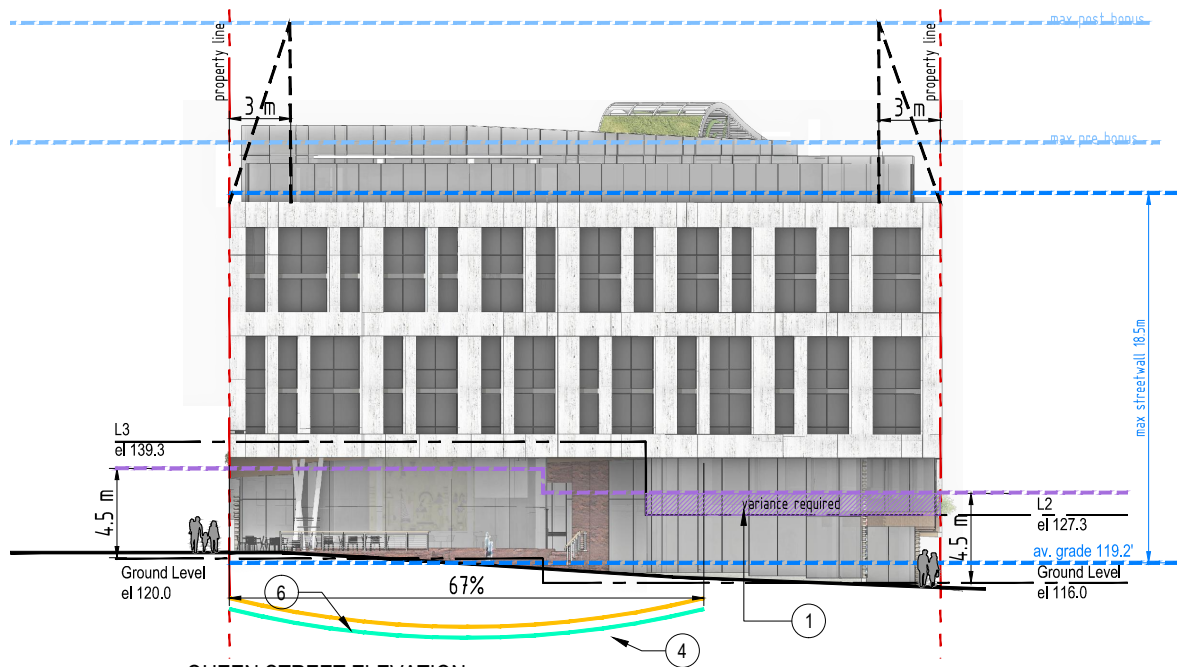 max post bonus
property line
property line
3 m
3 m
max pre bonus
max streetwall 18.5m
L3
el 139.3
4.5 m
variance required
L2
el 127.3
4.5 m
av. grade 119.2'
Ground Level
el 120.0
Ground Level
el 116.0
67%
6
1
4